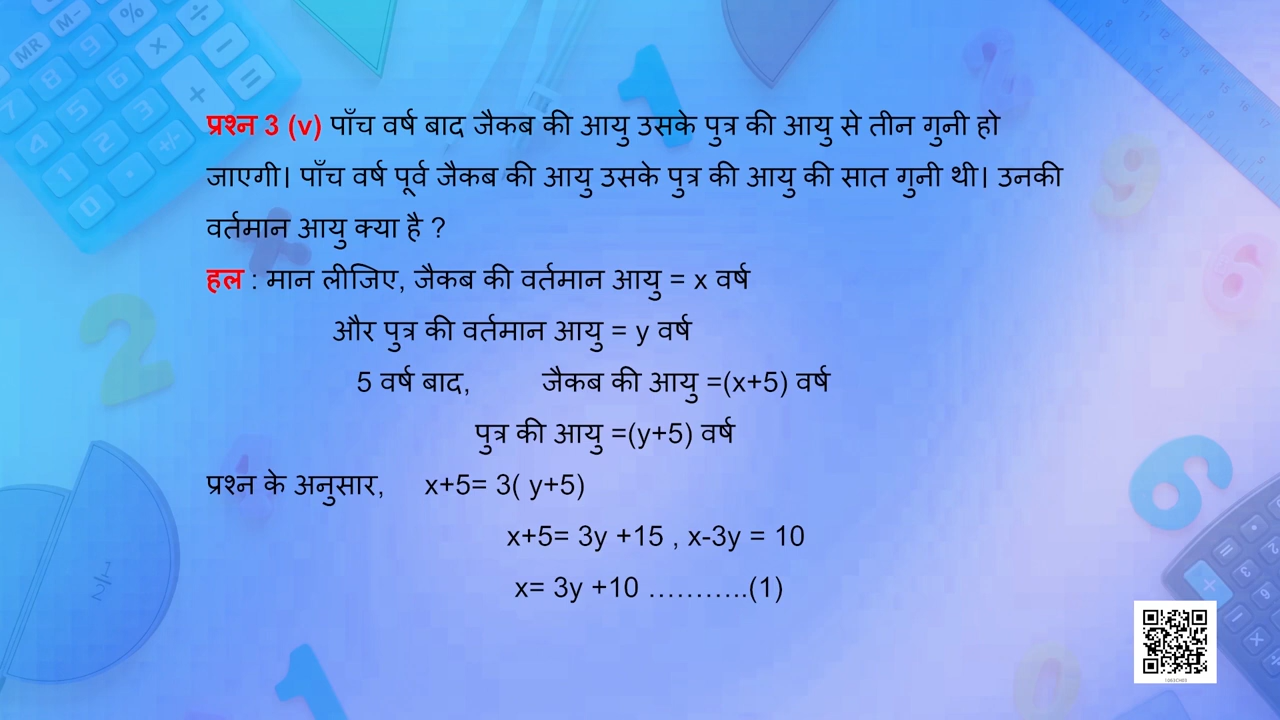 प्रश्न 3 (v) पाँच वर्ष बाद जैकब की आयु उसके पुत्र की आयु से तीन गुनी हो
जाएगी। पाँच वर्ष पूर्व जैकब की आयु उसके पुत्र की आयु की सात गुनी थी। उनकी
वर्तमान आयु क्या है ?
हल : मान लीजिए, जैकब की वर्तमान आयु = x वर्ष
और पुत्र की वर्तमान आयु = y वर्ष
5 वर्ष बाद, जैकब की आयु =(x+5) वर्ष
पुत्र की आयु =(y+5) वर्ष
प्रश्न के अनुसार, x+5= 3( y+5)
x+5= 3y +15 , x-3y = 10
x= 3y +10 ………..(1)